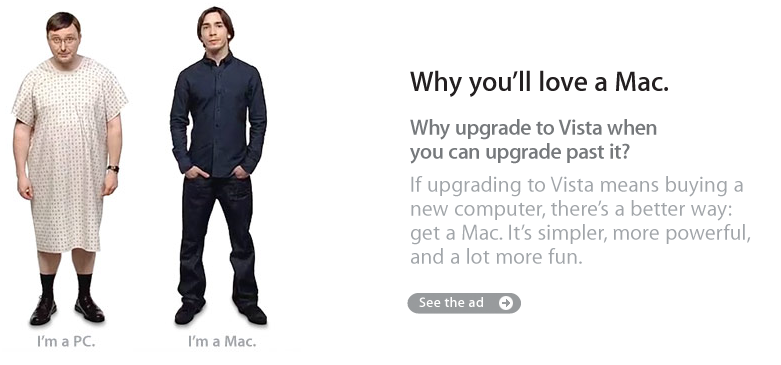 Why you'll love a Mac.
Why upgrade to Vista when
you can upgrade past it?
If upgrading to Vista means buying a
new computer, there's a better way:
get a Mac. It's simpler, more powerful,
and a lot more fun.
See the ad
I'm a PC.
I'm a Mac.